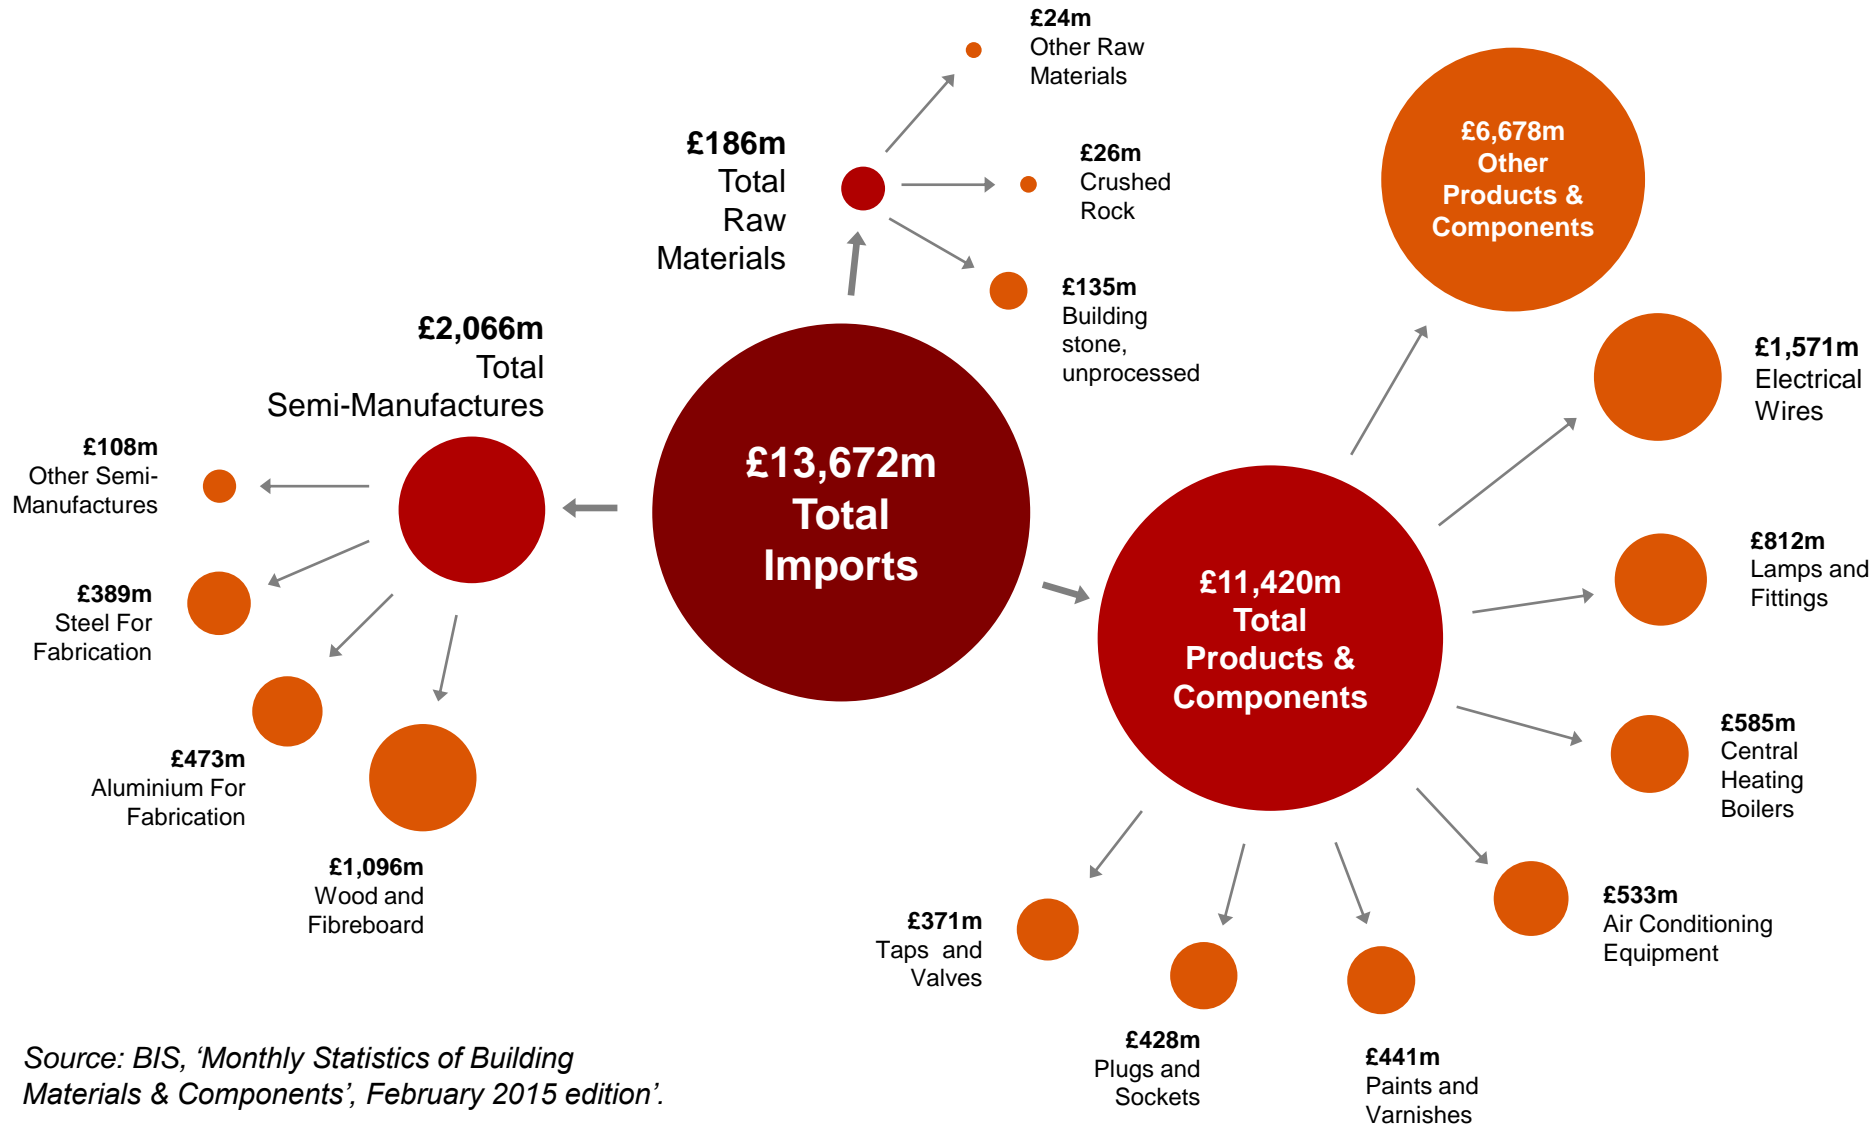 £24m
Other Raw
Materials
£186m
Total
Raw
Materials
£26m
Crushed
Rock
£135m
Building
stone,
unprocessed
£6,678m
Other
Products &
Components
£1,571m
Electrical
Wires
£2,066m
Total
Semi-Manufactures
£108m
Other Semi-
Manufactures
£389m
Steel For
Fabrication
£473m
Aluminium For
Fabrication
£1,096m
Wood and
Fibreboard
£13,672m
Total
Imports
£11,420m
Total
Products &
Components
£812m
Lamps and
Fittings
£585m
Central
Heating
Boilers
£533m
Air Conditioning
Equipment
£441m
Paints and
Varnishes
£428m
Plugs and
Sockets
£371m
Taps and
Valves
Source: BIS, ‘Monthly Statistics of Building
Materials & Components’, February 2015 edition’.